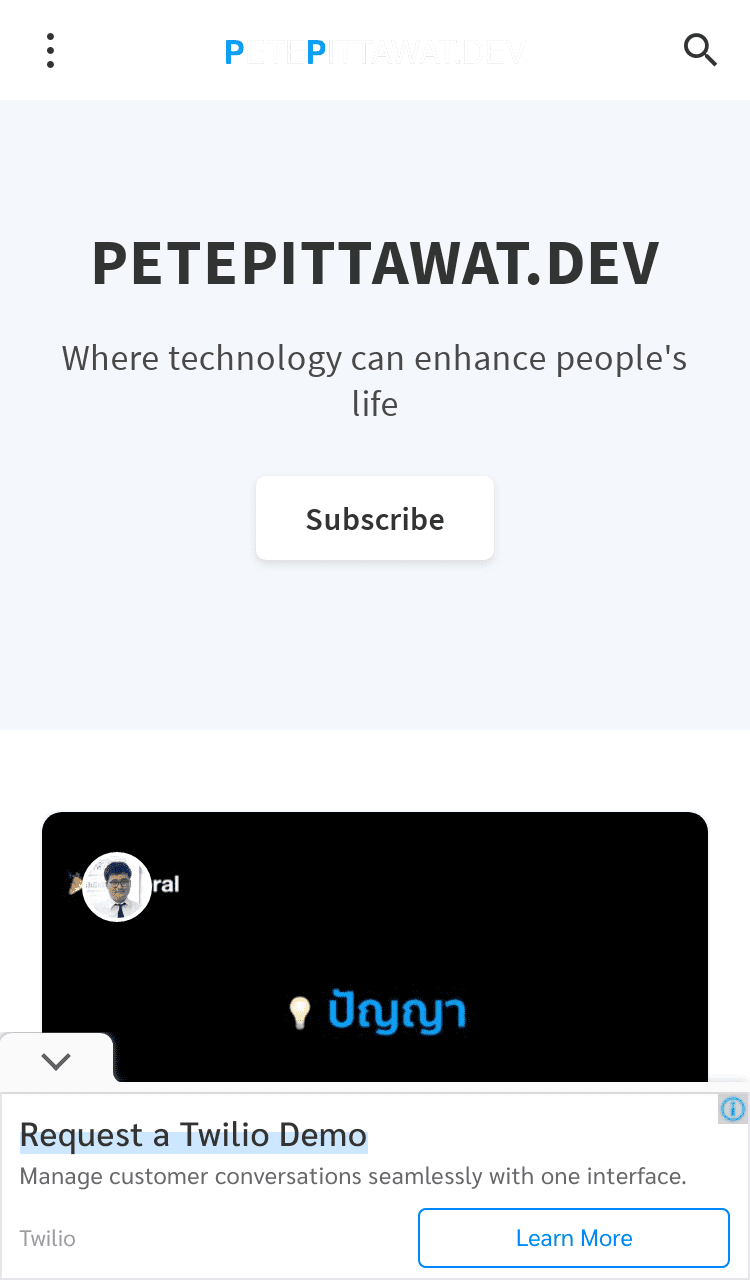 PETEPITTAWAT.DEV
PETEPITTAWAT.DEV
Where technology can enhance people's
life
Subscribe
ral
💡 ปัญญา
Request a Twilio Demo
Manage customer conversations seamlessly with one interface.
Twilio
Learn More